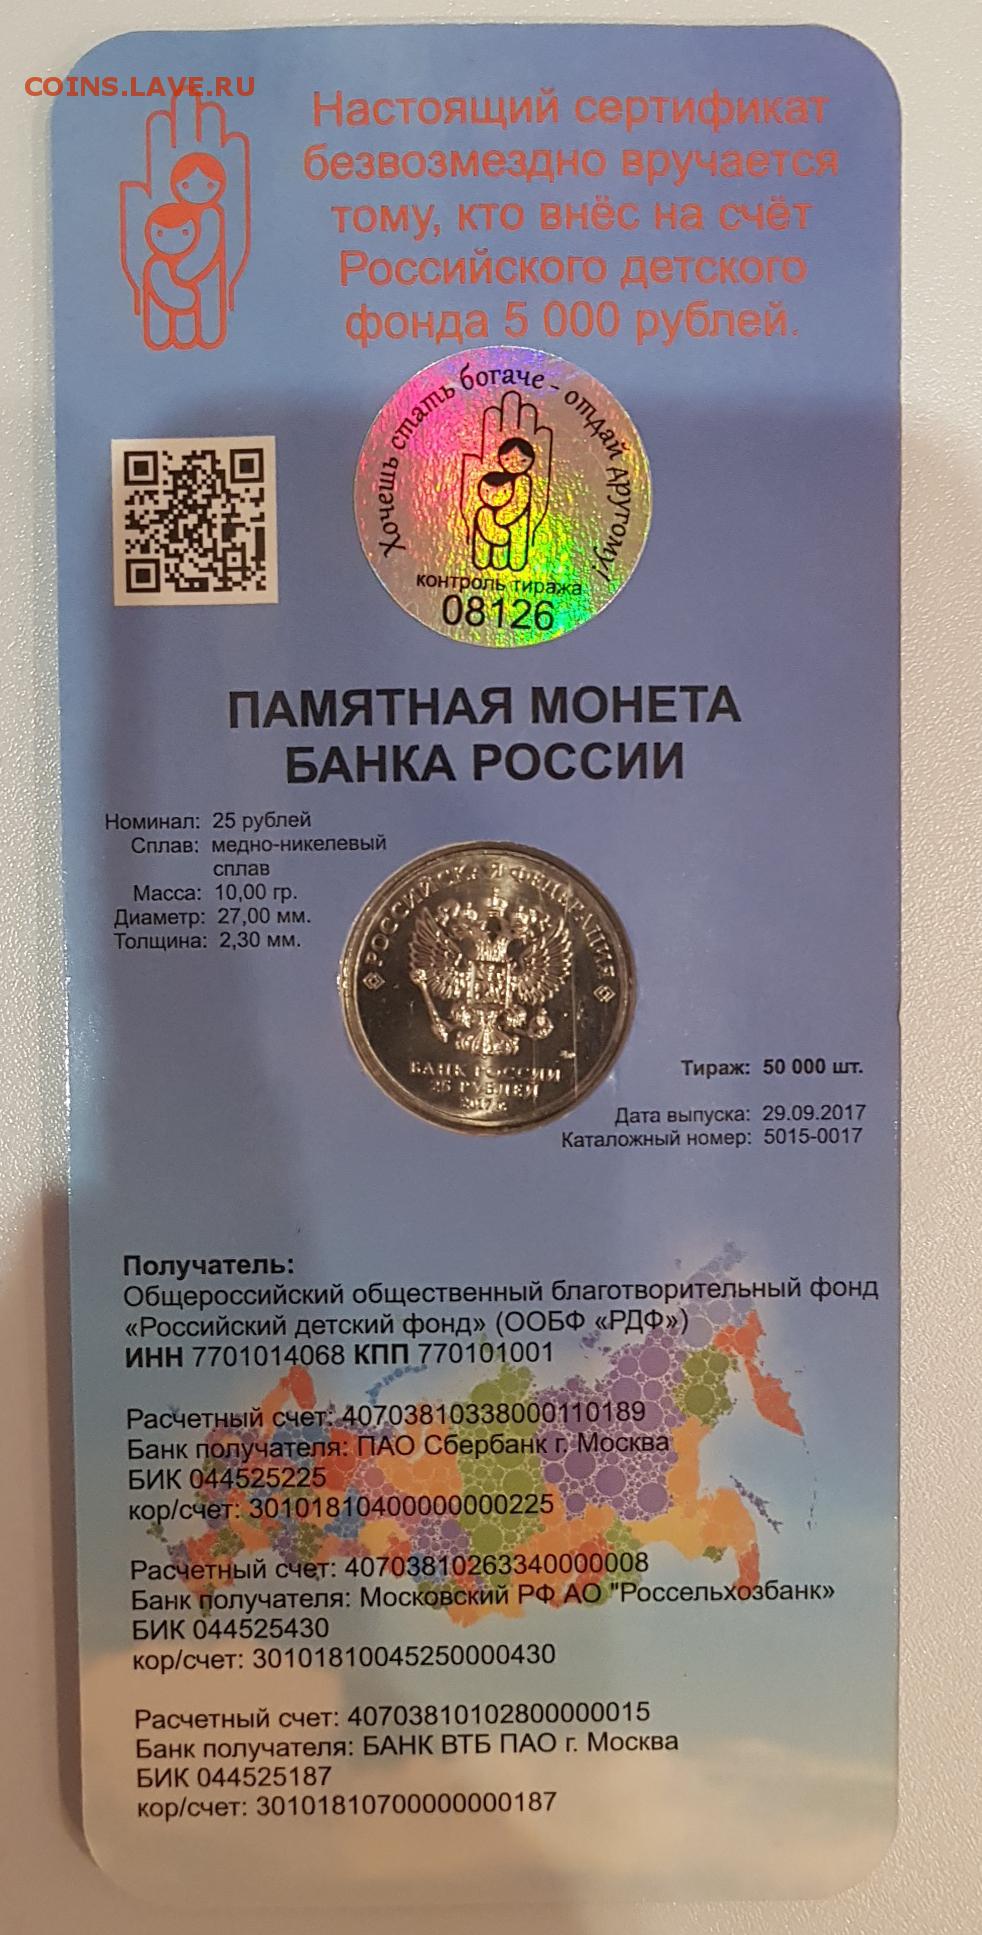 COINS.LAVE.RU
Настоящий сертификат
безвозмездно вручается
тому, кто внёс на счёт
Российского детского
фонда 5 000 рублей.
Хочешь стать богаче - отдай другому!
контроль тиража
08126
ПАМЯТНАЯ МОНЕТА
БАНКА РОССИИ
Номинал: 25 рублей
Сплав: медно-никелевый
сплав
Масса: 10,00 гр.
Диаметр: 27,00 мм.
Толщина: 2,30 мм.
РОССИЙСКАЯ ФЕДЕРАЦИЯ
БАНК РОССИИ
25 РУБЛЕЙ
2017 г.
Тираж: 50 000 шт.
Дата выпуска: 29.09.2017
Каталожный номер: 5015-0017
Получатель:
Общероссийский общественный благотворительный фонд
«Российский детский фонд» (ООБФ «РДФ»)
ИНН 7701014068 КПП 770101001
Расчетный счет: 40703810338000110189
Банк получателя: ПАО Сбербанк г. Москва
БИК 044525225
кор/счет: 30101810400000000225
Расчетный счет: 40703810263340000008
Банк получателя: Московский РФ АО "Россельхозбанк»
БИК 044525430
кор/счет: 30101810045250000430
Расчетный счет: 40703810102800000015
Банк получателя: БАНК ВТБ ПАО г. Москва
БИК 044525187
кор/счет: 30101810700000000187